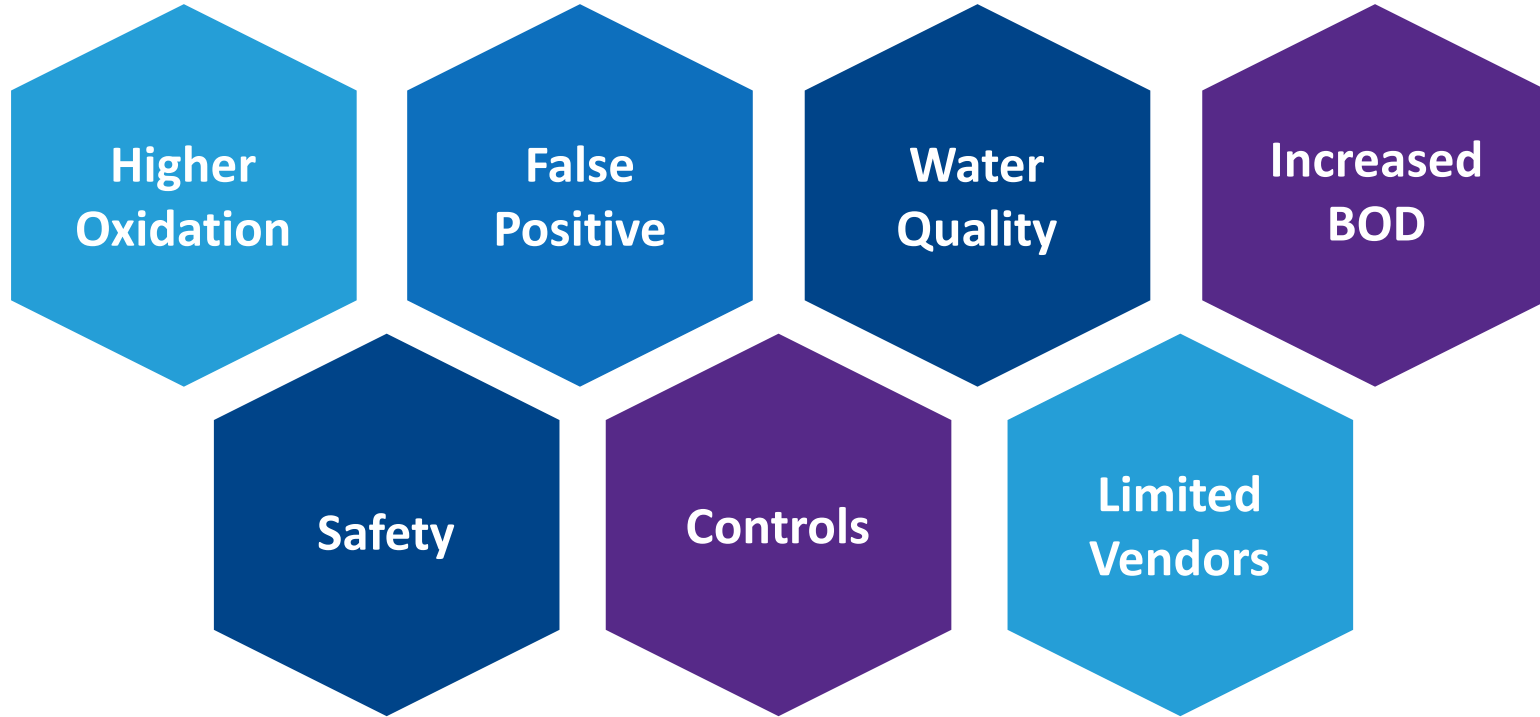 Higher
Oxidation
False
Positive
Water
Quality
Increased
BOD
Safety
Controls
Limited
Vendors